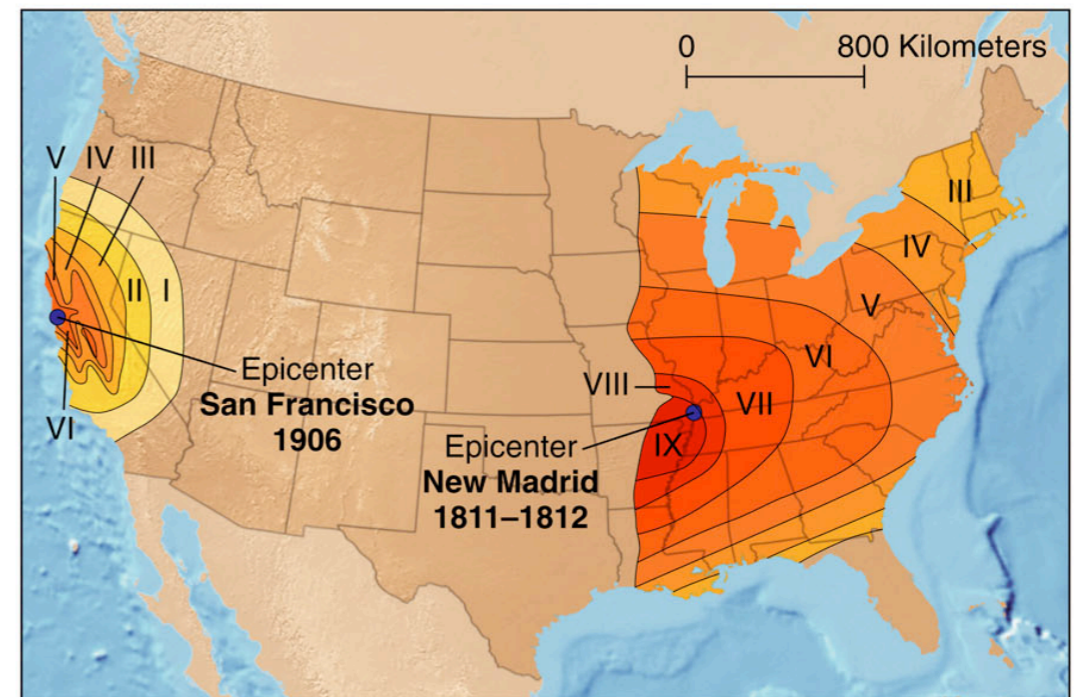 0 800 Kilometers
V IV III
III
IV
II I
V
Epicenter
San Francisco
1906
VI
VI
VIII
VII
Epicenter
New Madrid
1811–1812
IX